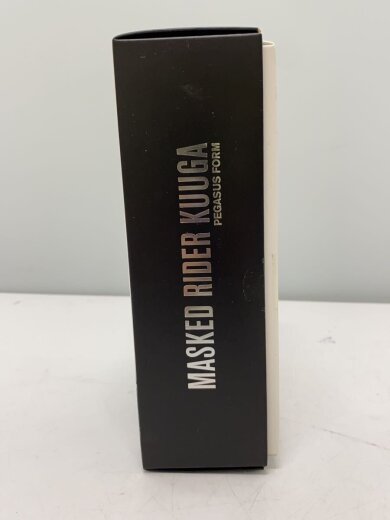 MASKED RIDER KUUGA
PEGASUS FORM